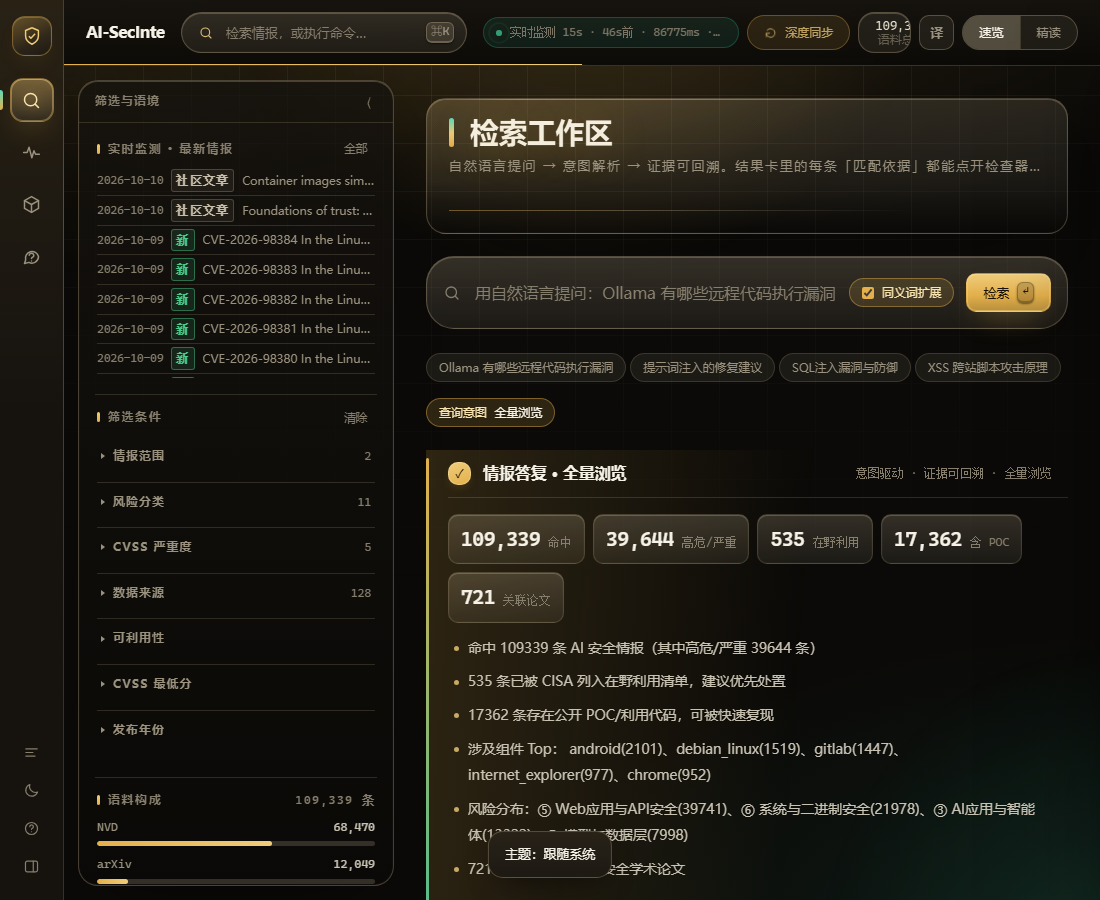 AI-SecInte
检索情报，或执行命令…
⌘K
实时监测 15s · 46s前 · 86775ms ·…
深度同步
109,3
语料总
译
速览
精读
筛选与语境
实时监测 • 最新情报
全部
2026-10-10 社区文章 Container images sim…
2026-10-10 社区文章 Foundations of trust: …
2026-10-09 新 CVE-2026-98384 In the Linu…
2026-10-09 新 CVE-2026-98383 In the Linu…
2026-10-09 新 CVE-2026-98382 In the Linu…
2026-10-09 新 CVE-2026-98381 In the Linu…
2026-10-09 新 CVE-2026-98380 In the Linu…
筛选条件
清除
情报范围 2
风险分类 11
CVSS 严重度 5
数据来源 128
可利用性
CVSS 最低分
发布年份
语料构成 109,339 条
NVD 68,470
arXiv 12,049
检索工作区
自然语言提问 → 意图解析 → 证据可回溯。结果卡里的每条「匹配依据」都能点开检查器…
用自然语言提问：Ollama 有哪些远程代码执行漏洞
同义词扩展
检索
Ollama 有哪些远程代码执行漏洞
提示词注入的修复建议
SQL注入漏洞与防御
XSS 跨站脚本攻击原理
查询意图 全量浏览
情报答复 • 全量浏览
意图驱动 · 证据可回溯 · 全量浏览
109,339 命中
39,644 高危/严重
535 在野利用
17,362 含 POC
721 关联论文
命中 109339 条 AI 安全情报（其中高危/严重 39644 条）
535 条已被 CISA 列入在野利用清单，建议优先处置
17362 条存在公开 POC/利用代码，可被快速复现
涉及组件 Top： android(2101)、debian_linux(1519)、gitlab(1447)、
internet_explorer(977)、chrome(952)
风险分布：⑤ Web应用与API安全(39741)、⑥ 系统与二进制安全(21978)、③ AI应用与智能
体(数据层(7998)
721 安全学术论文
主题：跟随系统